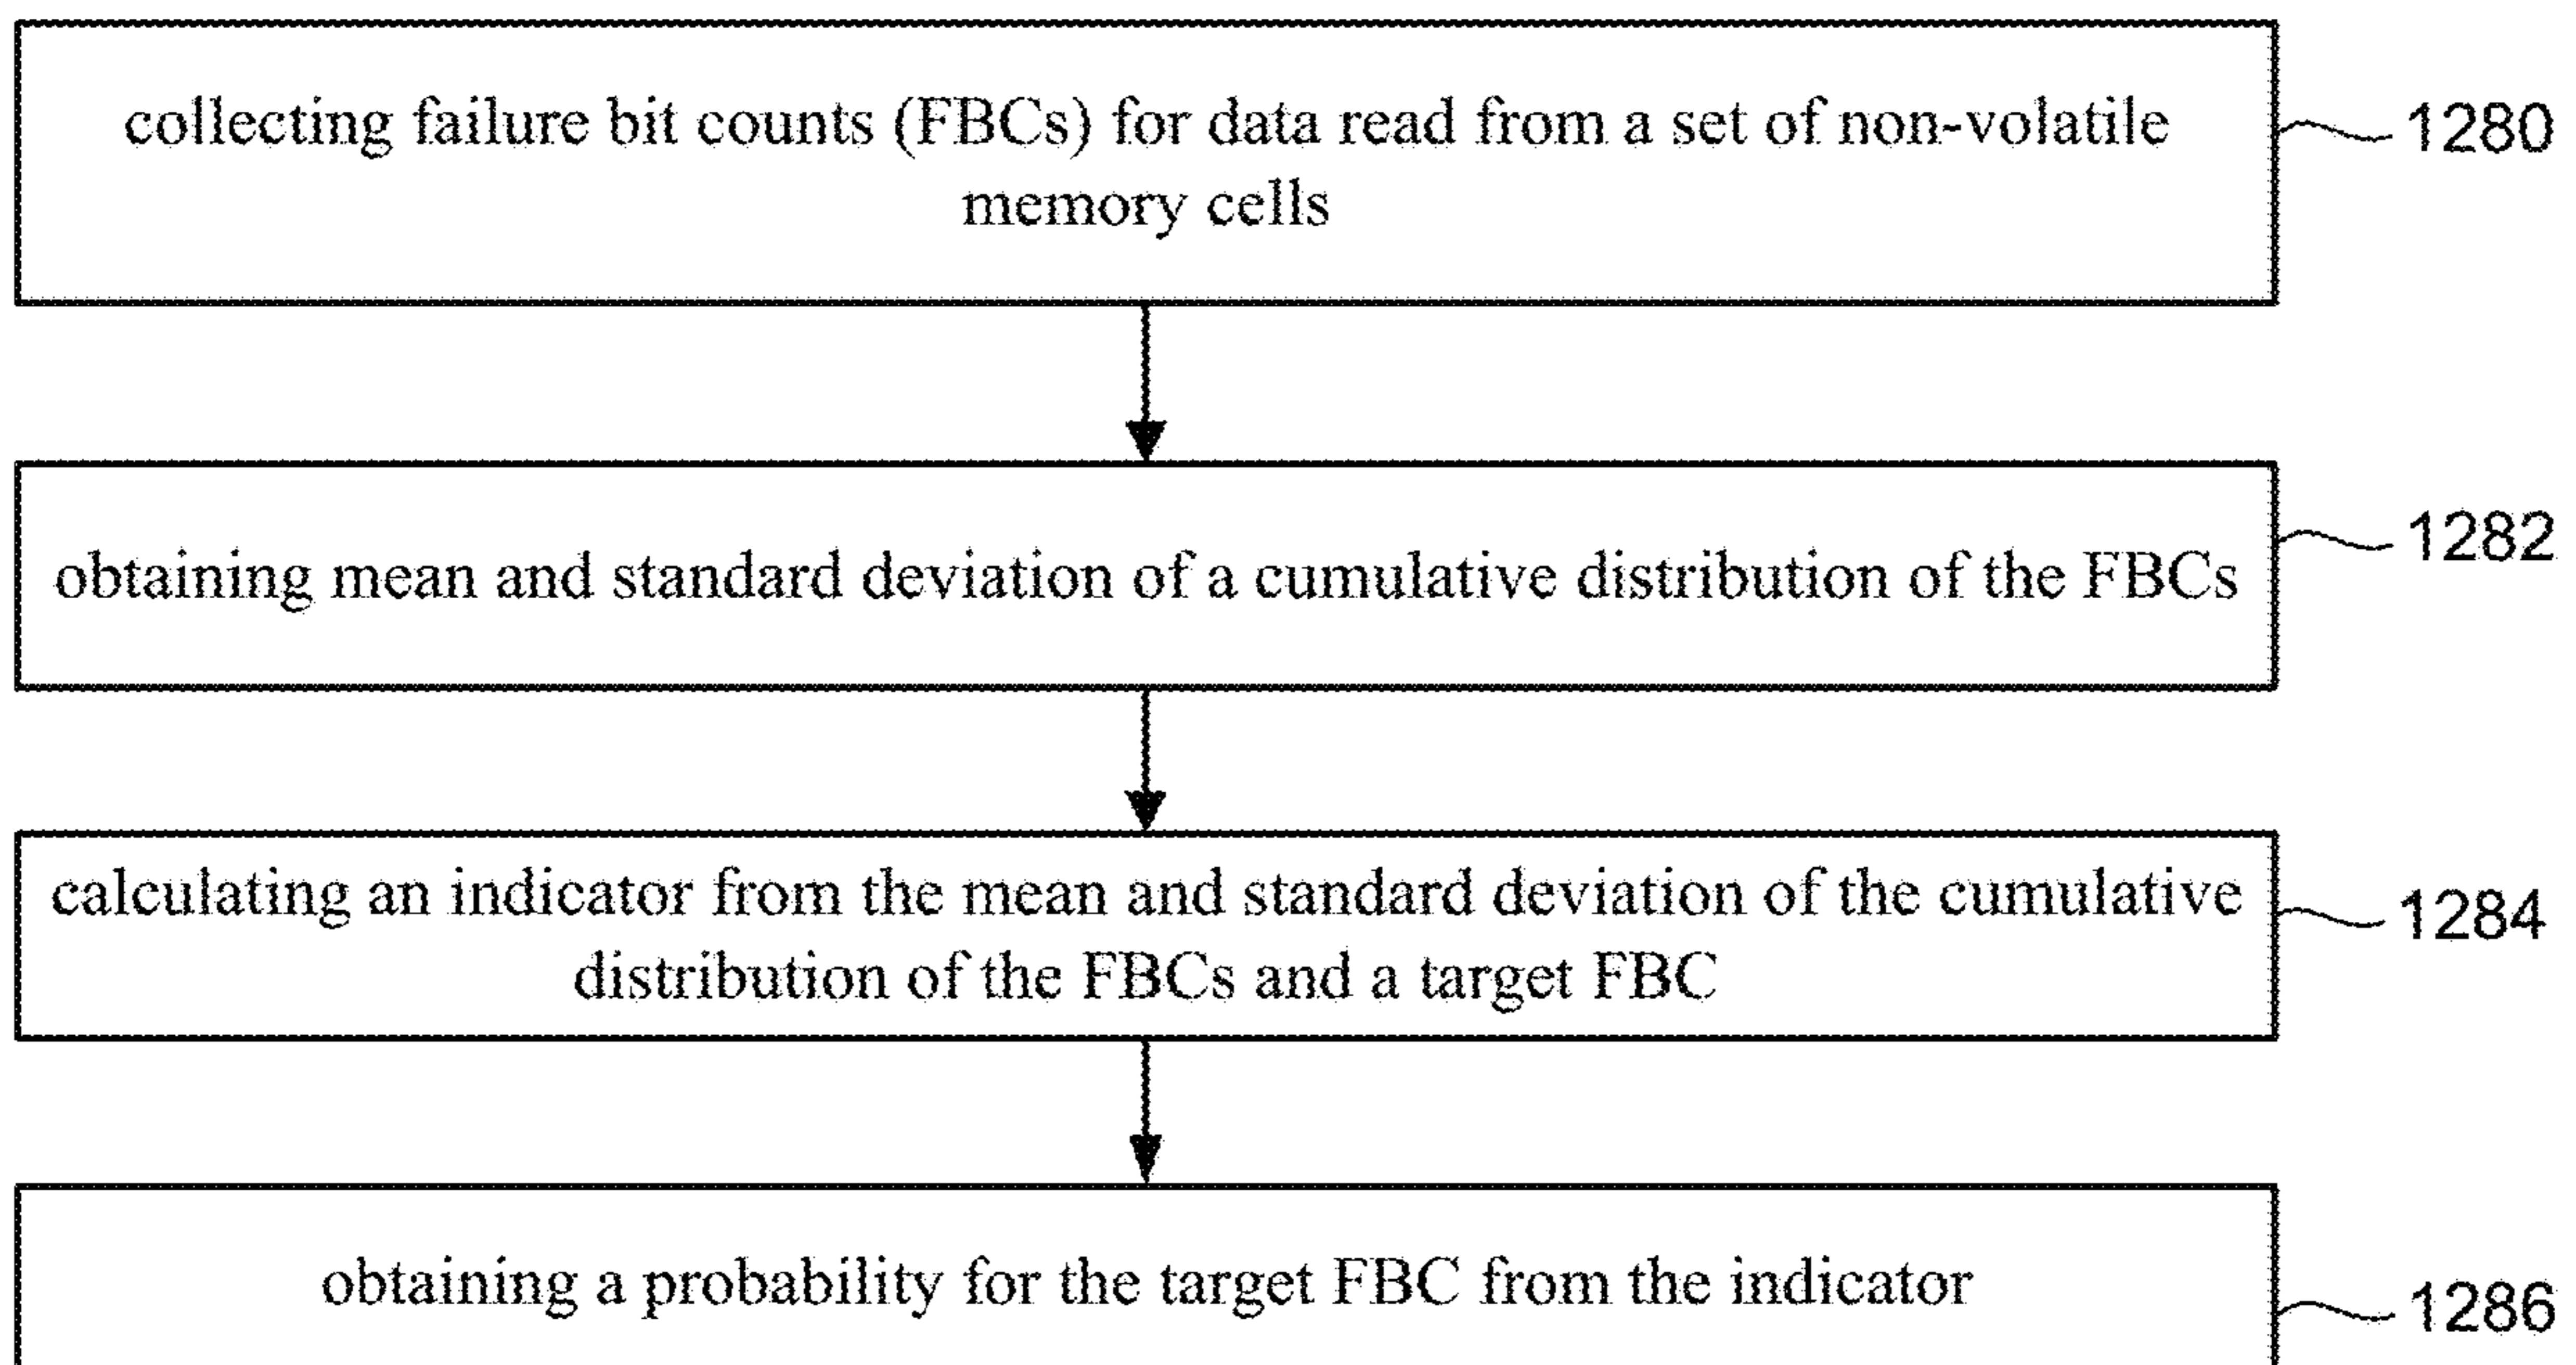 collecting failure bit counts (FBCs) for data read from a set of non-volatile
memory cells
1280
obtaining mean and standard deviation of a cumulative distribution of the FBCs
1282
calculating an indicator from the mean and standard deviation of the cumulative
distribution of the FBCs and a target FBC
1284
obtaining a probability for the target FBC from the indicator
1286